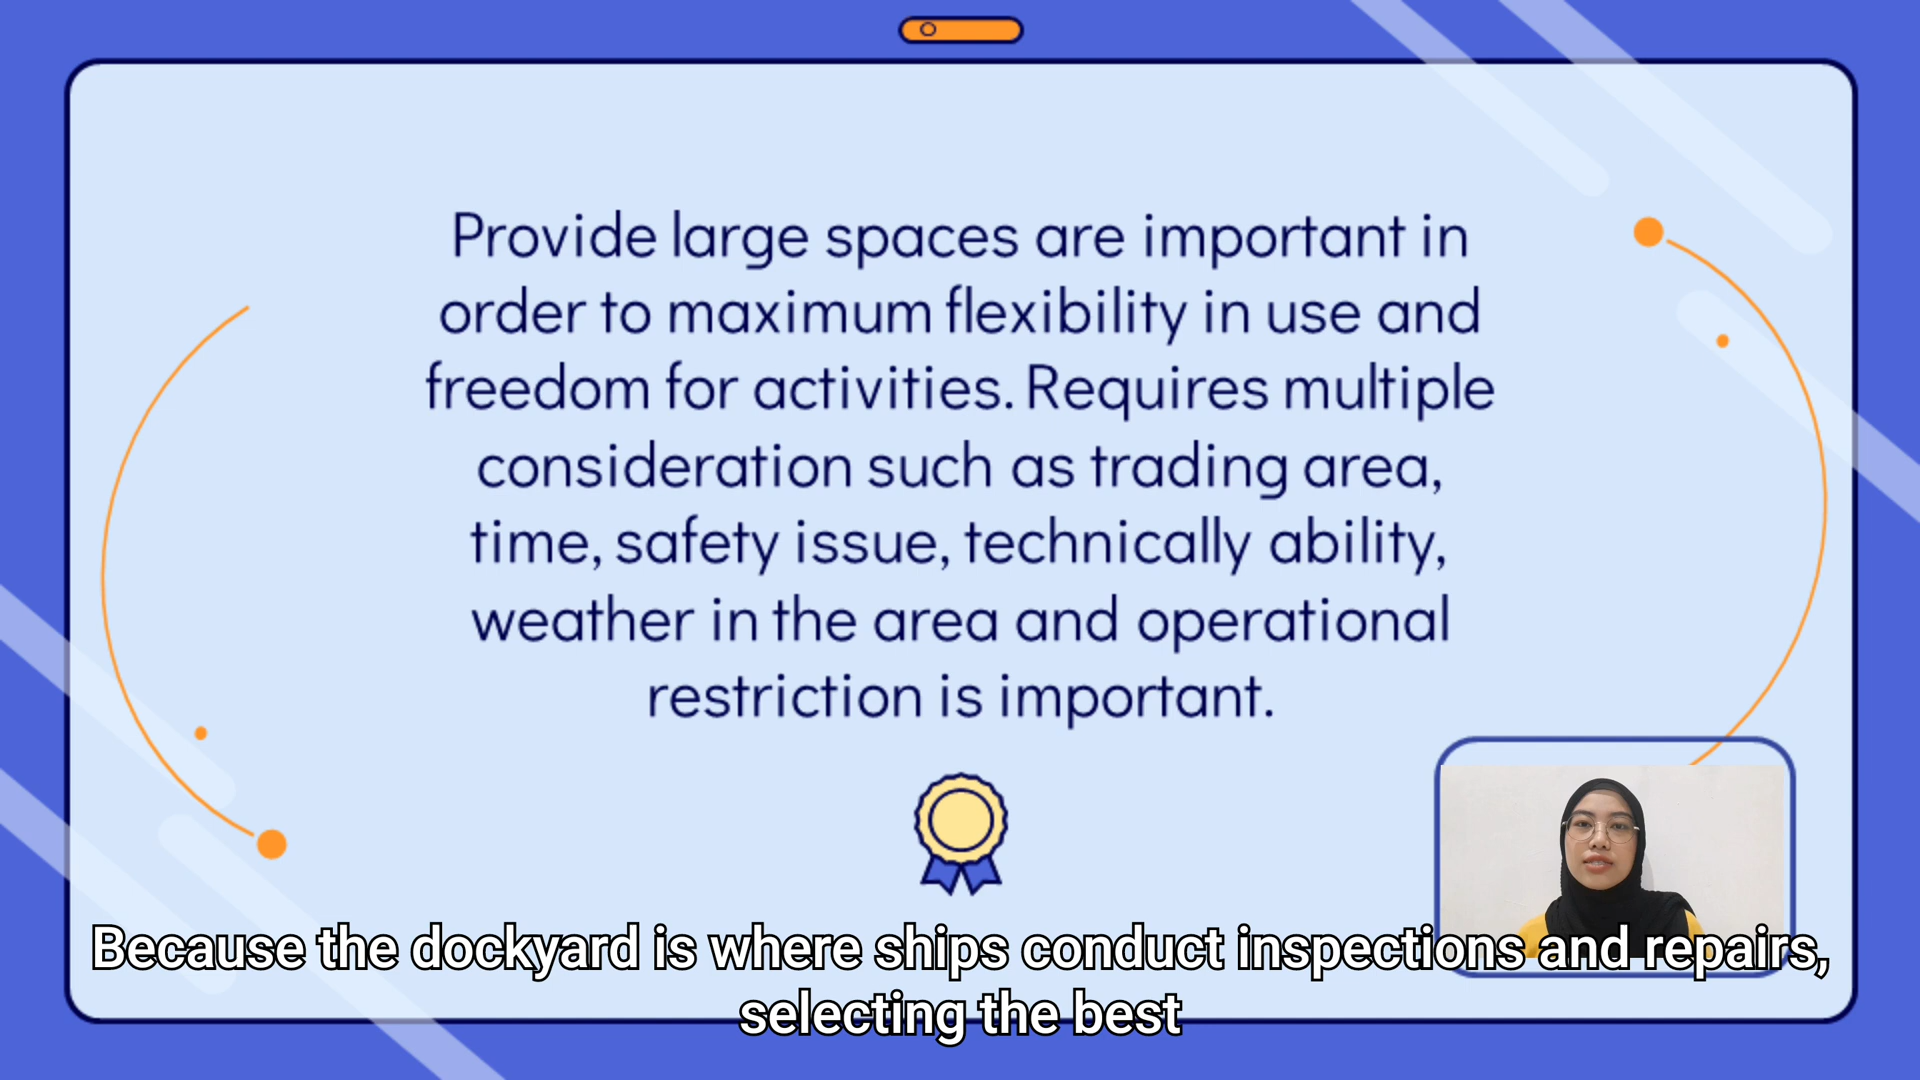 Provide large spaces are important in
order to maximum flexibility in use and
freedom for activities. Requires multiple
consideration such as trading area,
time, safety issue, technically ability,
weather in the area and operational
restriction is important.
Because the dockyard is where ships conduct inspections and repairs,
selecting the best